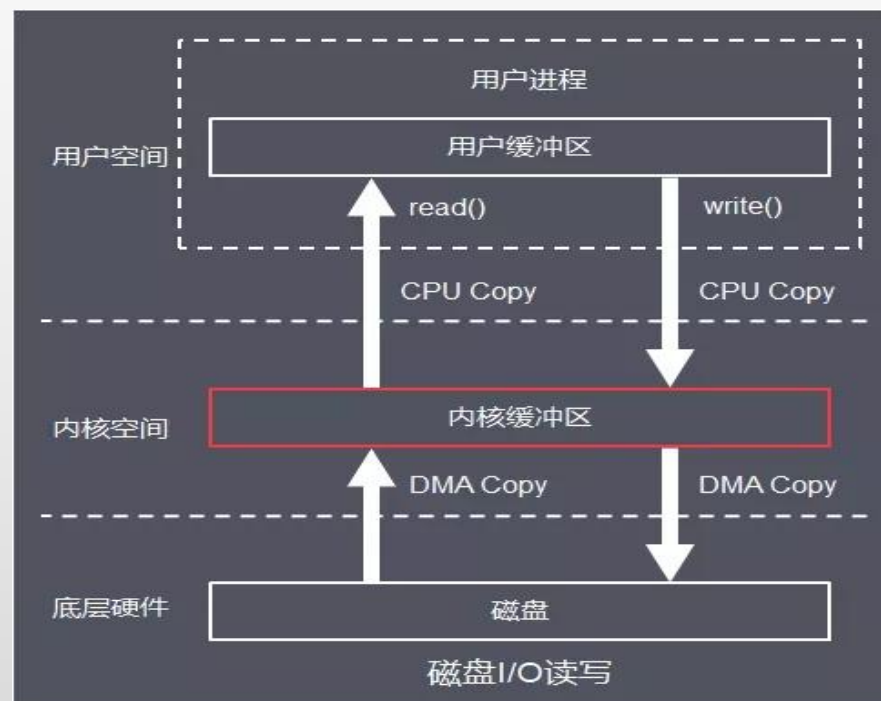 用户进程
用户缓冲区
用户空间
read()
write()
CPU Copy
CPU Copy
内核缓冲区
内核空间
DMA Copy
DMA Copy
底层硬件
磁盘
磁盘I/O读写